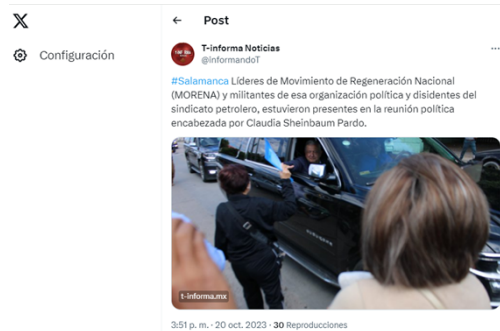 X
Post
Configuración
T-informa Noticias
@informandoT
#Salamanca Líderes de Movimiento de Regeneración Nacional
(MORENA) y militantes de esa organización política y disidentes del
sindicato petrolero, estuvieron presentes en la reunión política
encabezada por Claudia Sheinbaum Pardo.
SUBURBAN
t-informa.mx
3:51 p. m. · 20 oct. 2023 · 30 Reproducciones